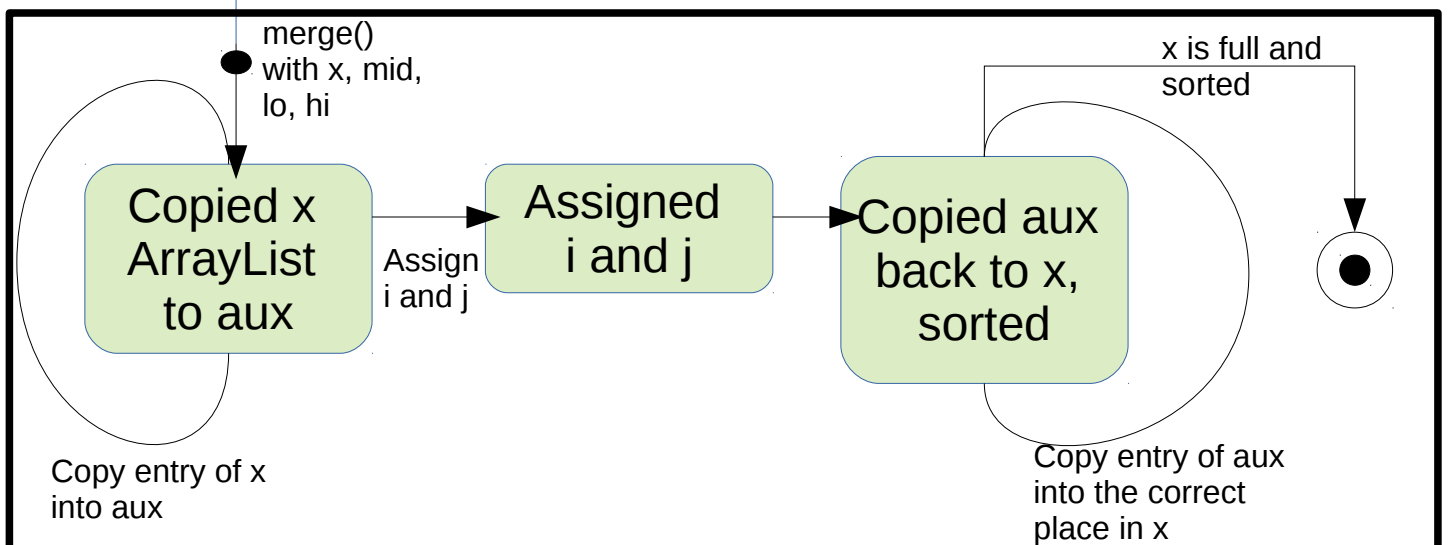 merge()
with x, mid,
lo, hi
x is full and
sorted
Copied x
ArrayList
to aux
Assign
i and j
Assigned
i and j
Copied aux
back to x,
sorted
Copy entry of x
into aux
Copy entry of aux
into the correct
place in x